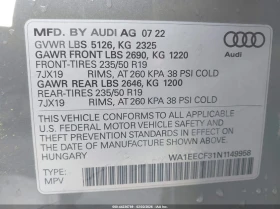 MFD. BY AUDI AG 07 22
GVWR LBS 5126, KG 2325
GAWR FRONT LBS 2690, KG 1220
FRONT-TIRES 235/50 R19
7JX19 RIMS, AT 260 KPA 38 PSI COLD
GAWR REAR LBS 2646, KG 1200
REAR-TIRES 235/50 R19
7JX19 RIMS, AT 260 KPA 38 PSI COLD
THIS VEHICLE CONFORMS TO ALL APPLICABLE
U.S. FEDERAL MOTOR VEHICLE SAFETY,
BUMPER, AND THEFT PREVENTION STANDARDS
IN EFFECT ON THE DATE OF MANUFACTURE
SHOWN ABOVE.
HUNGARY WA1EECF31N1149958
TYPE:
MPV
Audi